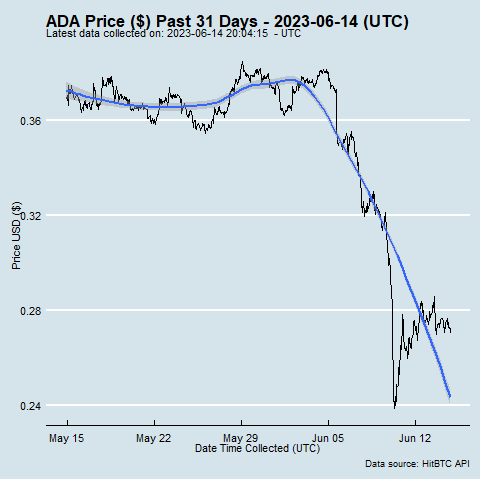 ADA Price ($) Past 31 Days - 2023-06-14 (UTC)
Latest data collected on: 2023-06-14 20:04:15  - UTC
Price USD ($)
0.36
0.32
0.28
0.24
May 15
May 22
May 29
Jun 05
Jun 12
Date Time Collected (UTC)
Data source: HitBTC API